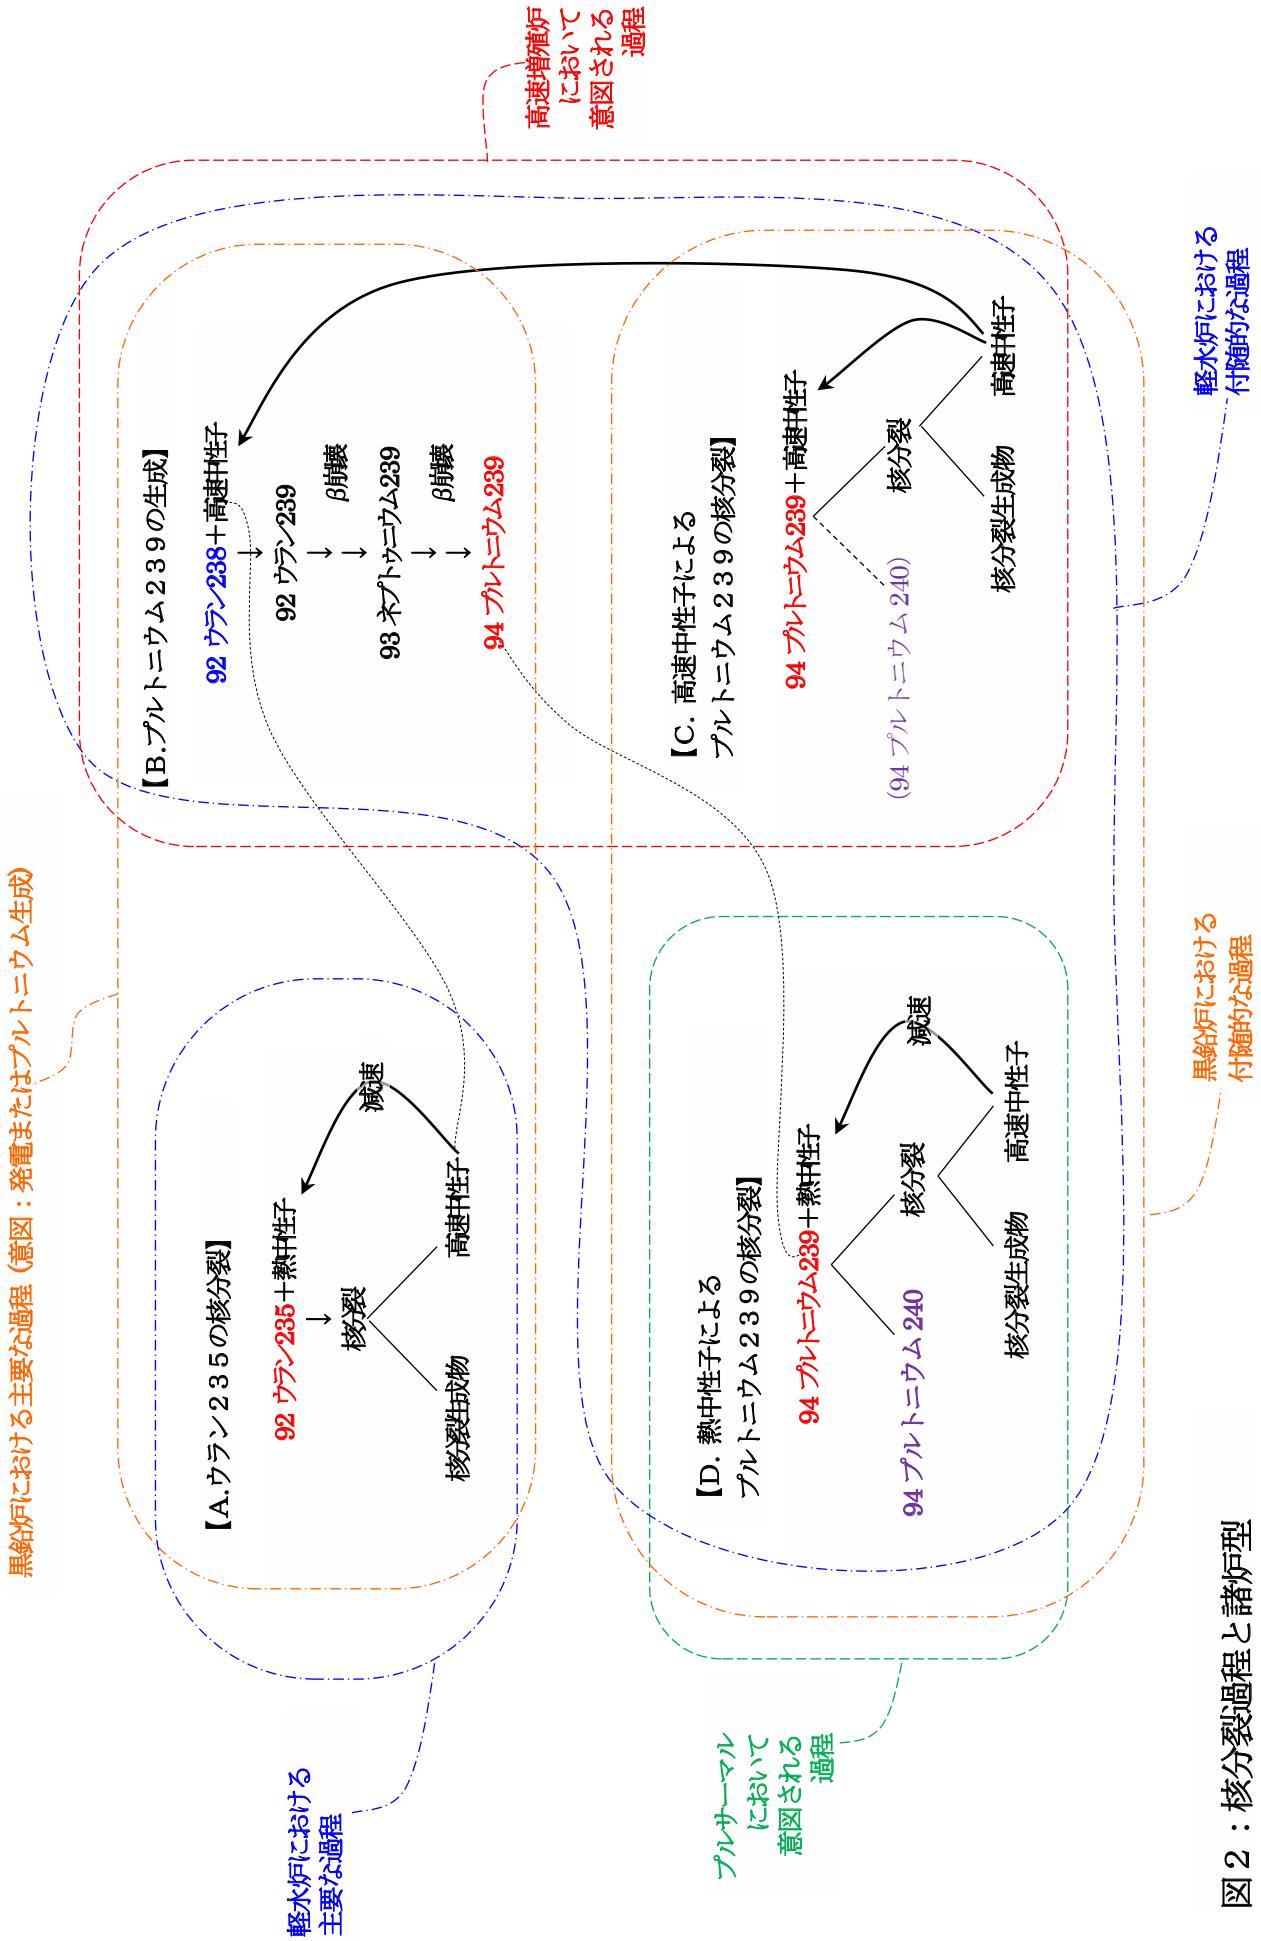 黒鉛炉における主要な過程（意図：発電またはプルトニウム生成）
軽水炉における
主要な過程
【A.ウラン２３５の核分裂】
92 ウラン235＋熱中性子
↓
核分裂
減速
核分裂生成物
高速中性子
【B.プルトニウム２３９の生成】
92 ウラン238＋高速中性子
↓
92 ウラン239
↓
β崩壊
↓
93 ネプトゥニウム239
↓
β崩壊
↓
94 プルトニウム239
高速増殖炉
において
意図される
過程
プルサーマル
において
意図される
過程
【D. 熱中性子による
プルトニウム２３９の核分裂】
94 プルトニウム239＋熱中性子
94 プルトニウム240
核分裂
減速
核分裂生成物
高速中性子
【C. 高速中性子による
プルトニウム２３９の核分裂】
94 プルトニウム239＋高速中性子
(94 プルトニウム240)
核分裂
核分裂生成物
高速中性子
黒鉛炉における
付随的な過程
軽水炉における
付随的な過程
図２：核分裂過程と諸炉型